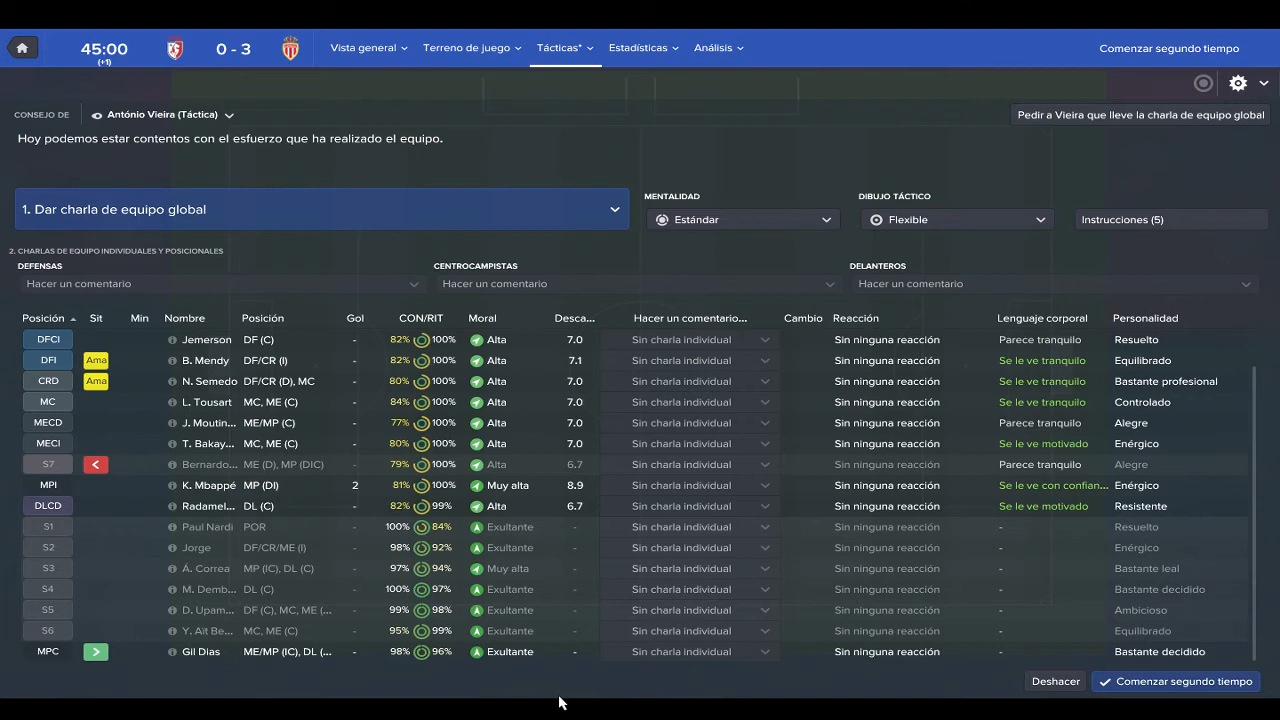 45:00 0 - 3 Vista general Terreno de juego Tácticas* Estadísticas Análisis Comenzar segundo tiempo
(+1)
CONSEJO DE António Vieira (Táctica) Pedir a Vieira que lleve la charla de equipo global
Hoy podemos estar contentos con el esfuerzo que ha realizado el equipo.
MENTALIDAD DIBUJO TÁCTICO
1. Dar charla de equipo global Estándar Flexible Instrucciones (5)
2. CHARLAS DE EQUIPO INDIVIDUALES Y POSICIONALES
DEFENSAS CENTROCAMPISTAS DELANTEROS
Hacer un comentario Hacer un comentario Hacer un comentario
Posición Sit Min Nombre Posición Gol CON/RIT Moral Desca... Hacer un comentario... Cambio Reacción Lenguaje corporal Personalidad
DFCI Jemerson DF (C) - 82% 100% Alta 7.0 Sin charla individual Sin ninguna reacción Parece tranquilo Resuelto
DFI Ama B. Mendy DF/CR (I) - 82% 100% Alta 7.1 Sin charla individual Sin ninguna reacción Se le ve tranquilo Equilibrado
CRD Ama N. Semedo DF/CR (D), MC - 80% 100% Alta 7.0 Sin charla individual Sin ninguna reacción Se le ve tranquilo Bastante profesional
MC L. Tousart MC, ME (C) - 84% 100% Alta 7.0 Sin charla individual Sin ninguna reacción Se le ve tranquilo Controlado
MECD J. Moutin... ME/MP (C) - 77% 100% Alta 7.0 Sin charla individual Sin ninguna reacción Parece tranquilo Alegre
MECI T. Bakay... MC, ME (C) - 80% 100% Alta 7.0 Sin charla individual Sin ninguna reacción Se le ve motivado Enérgico
S7 < Bernardo... ME (D), MP (DIC) - 79% 100% Alta 6.7 Sin charla individual Sin ninguna reacción Parece tranquilo Alegre
MPI K. Mbappé MP (DI) 2 81% 100% Muy alta 8.9 Sin charla individual Sin ninguna reacción Se le ve con confian... Enérgico
DLCD Radamel... DL (C) - 82% 99% Alta 6.7 Sin charla individual Sin ninguna reacción Se le ve motivado Resistente
S1 Paul Nardi POR - 100% 84% Exultante - Sin charla individual Sin ninguna reacción - Resuelto
S2 Jorge DF/CR/ME (I) - 98% 92% Exultante - Sin charla individual Sin ninguna reacción - Enérgico
S3 Á. Correa MP (IC), DL (C) - 97% 94% Muy alta - Sin charla individual Sin ninguna reacción - Bastante leal
S4 M. Demb... DL (C) - 100% 97% Exultante - Sin charla individual Sin ninguna reacción - Bastante decidido
S5 D. Upam... DF (C), MC, ME (... - 99% 98% Exultante - Sin charla individual Sin ninguna reacción - Ambicioso
S6 Y. Aït Be... MC, ME (C) - 95% 99% Exultante - Sin charla individual Sin ninguna reacción - Equilibrado
MPC > Gil Dias ME/MP (IC), DL (... - 98% 96% Exultante - Sin charla individual Sin ninguna reacción - Bastante decidido
Deshacer Comenzar segundo tiempo